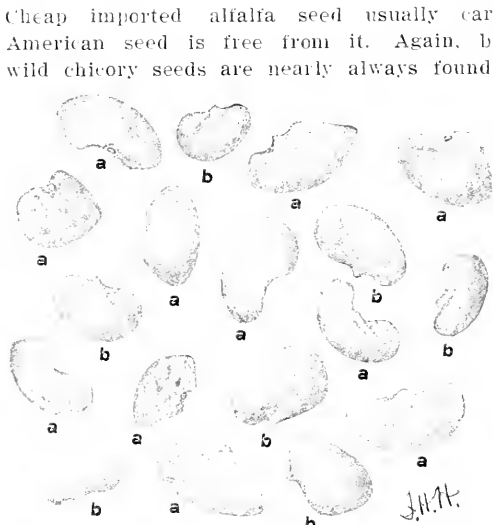 Cheap imported alfalfa seed usually car
American seed is free from it. Again, b
wild chicory seeds are nearly always found
a b a a
a a a b
b a b
a a b a
b a b
J.H.H.